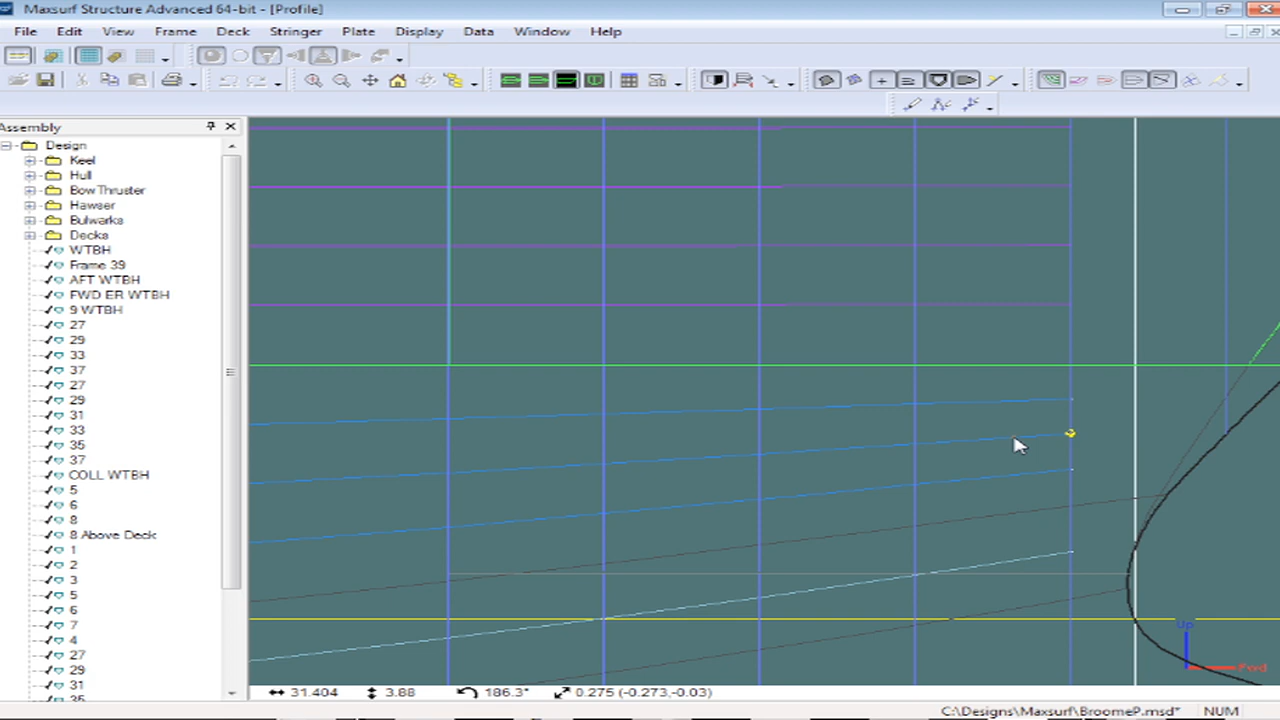 Maxsurf Structure Advanced 64-bit - [Profile]
File Edit View Frame Deck Stringer Plate Display Data Window Help
Assembly
Design
Keel
Hull
Bow Thruster
Hawser
Bulwarks
Decks
WTBH
Frame 39
AFT WTBH
FWD ER WTBH
9 WTBH
27
29
33
37
27
29
31
33
35
37
COLL WTBH
5
6
8
8 Above Deck
1
2
3
5
6
7
4
27
29
31
35
Up
Fwd
31.404 3.88 186.3° 0.275 (-0.273,-0.03)
C:\Designs\Maxsurf\BroomeP.msd* NUM